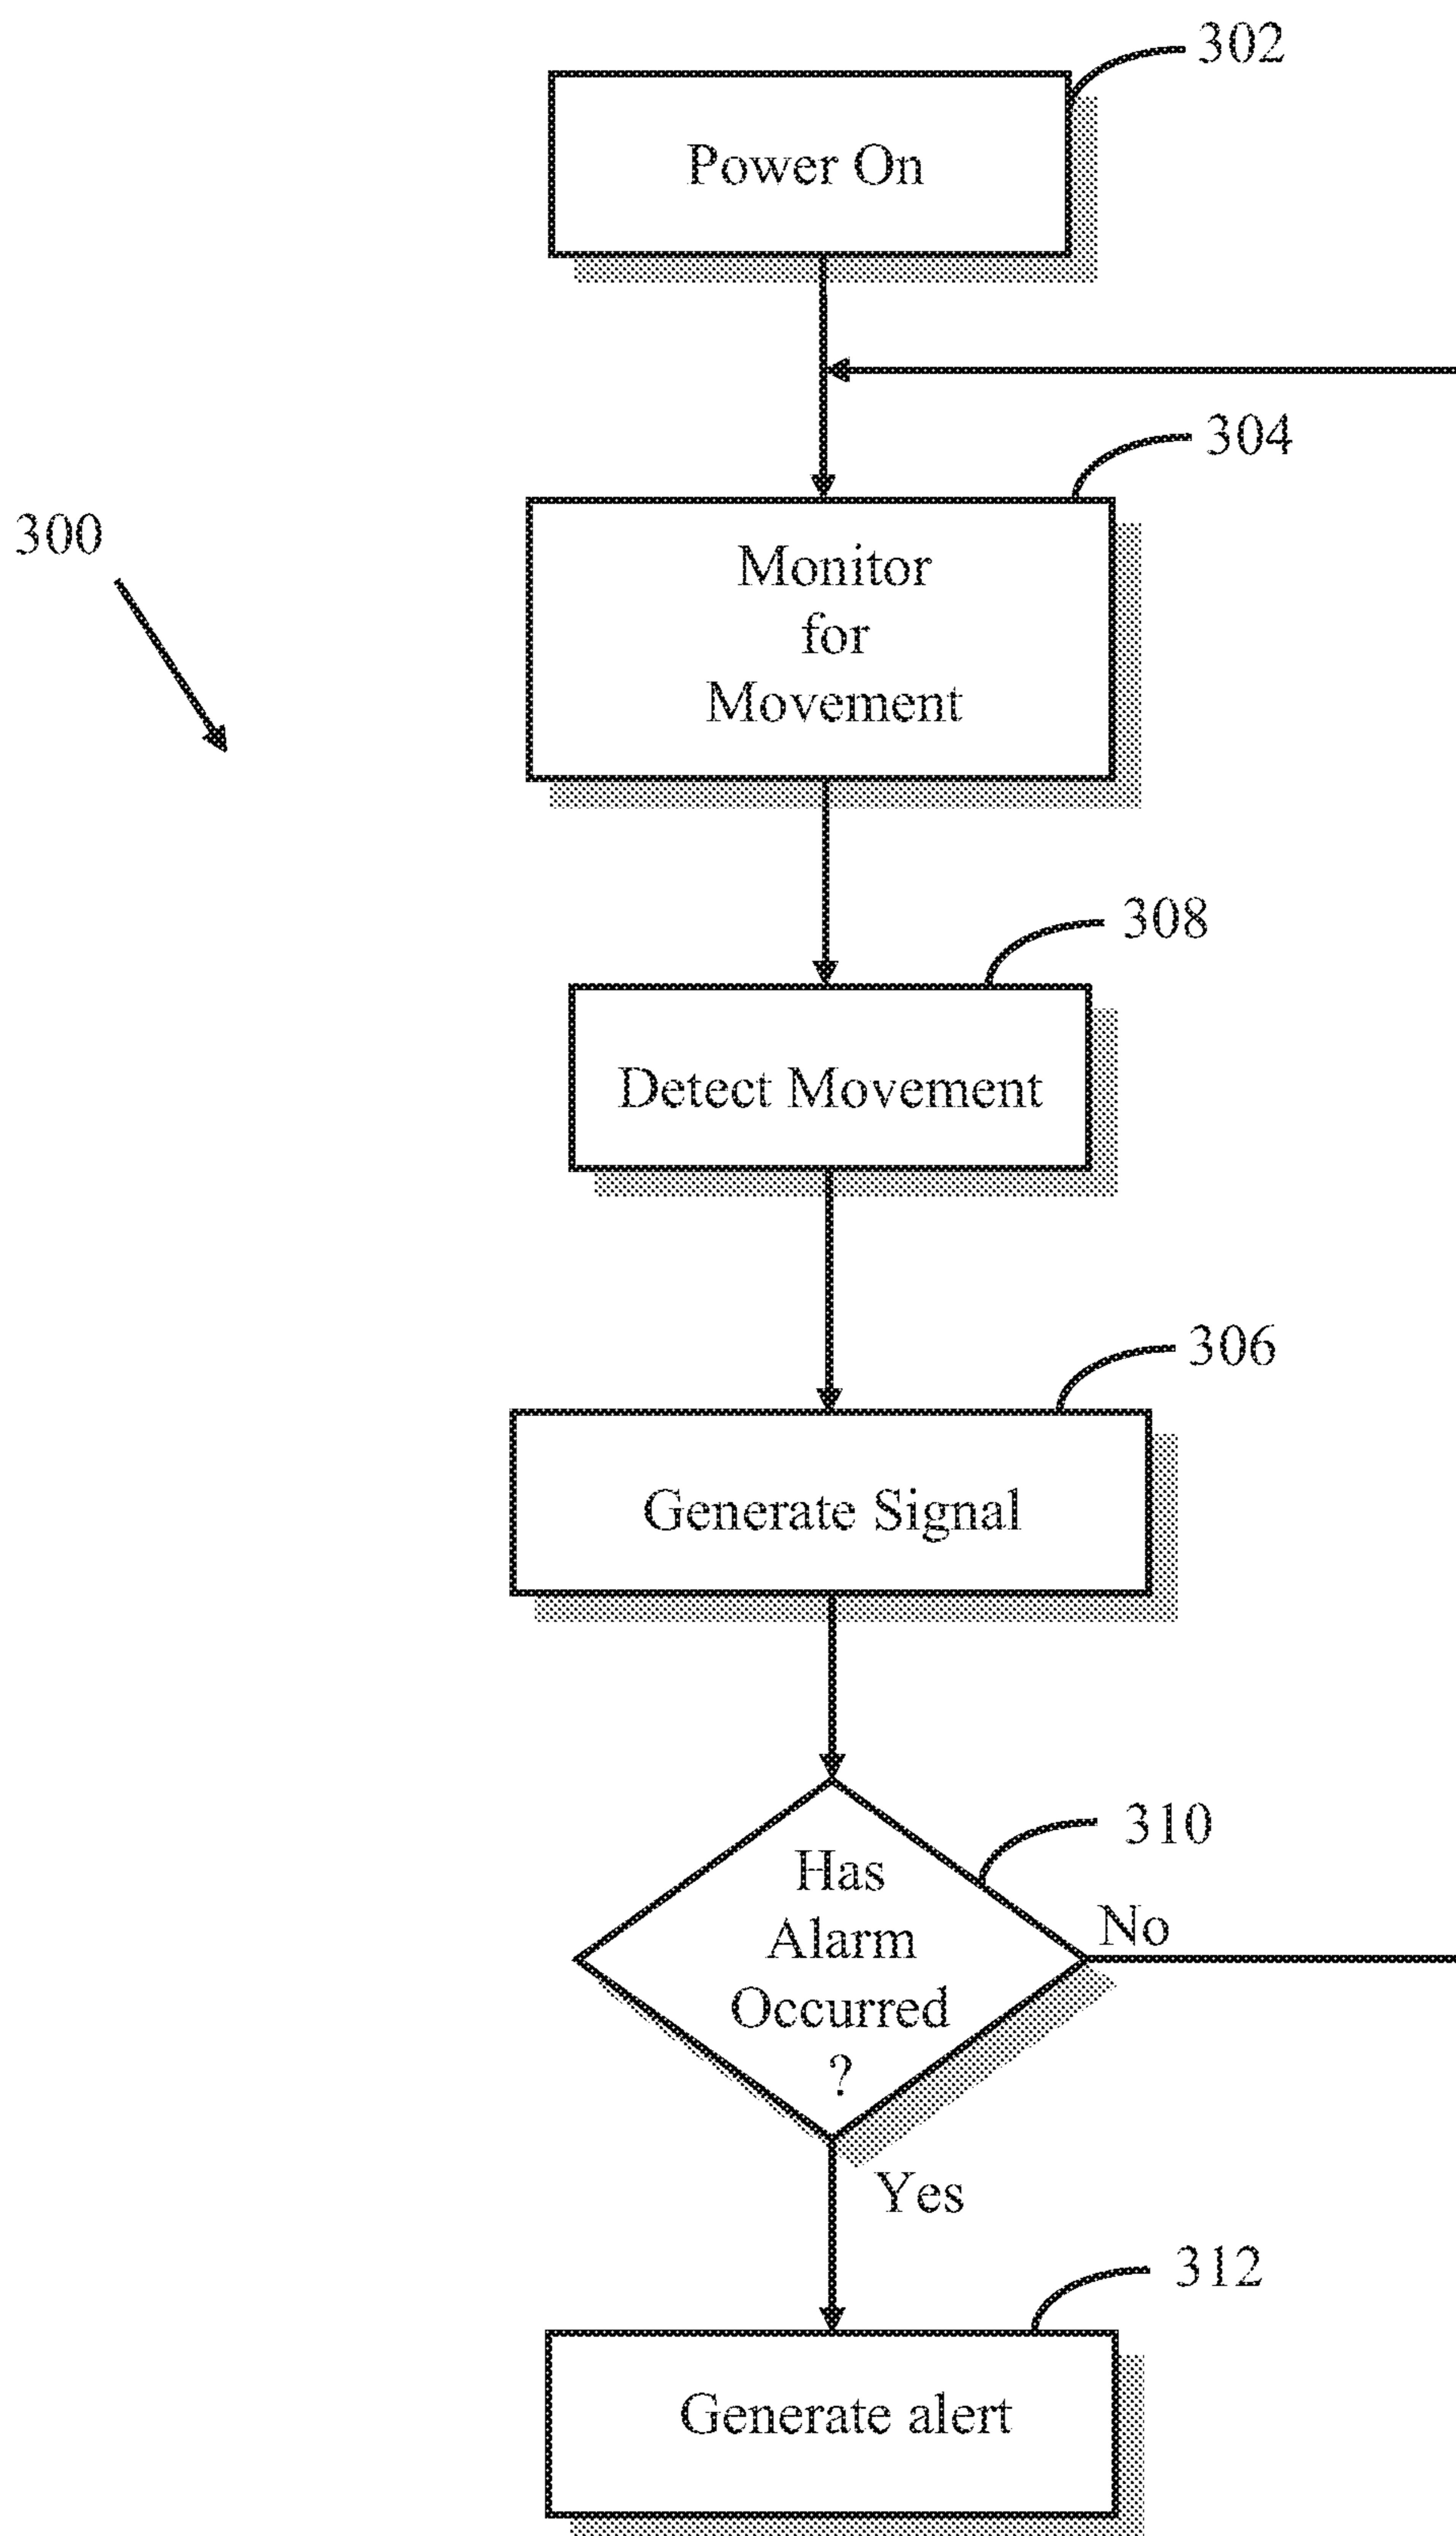 302
Power On
304
300
Monitor
for
Movement
308
Detect Movement
306
Generate Signal
310
Has
Alarm
Occurred
?
No
Yes
312
Generate alert